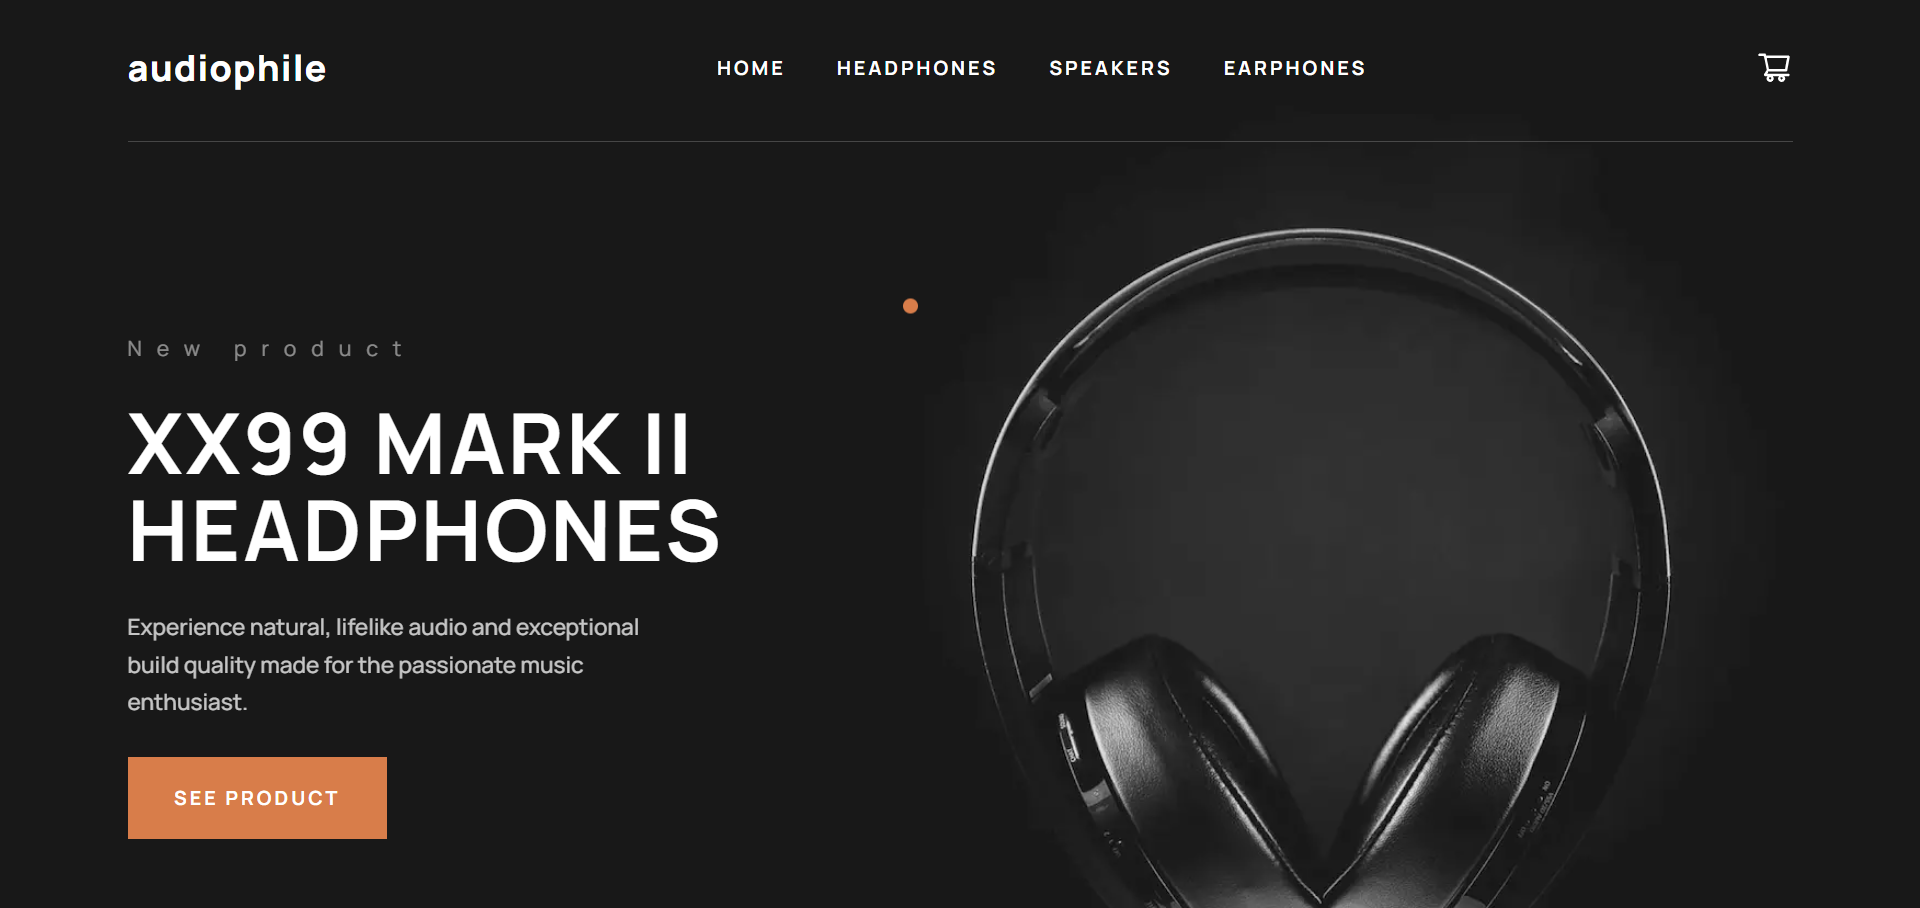 audiophile
HOME HEADPHONES SPEAKERS EARPHONES
New product
XX99 MARK II
HEADPHONES
Experience natural, lifelike audio and exceptional
build quality made for the passionate music
enthusiast.
SEE PRODUCT